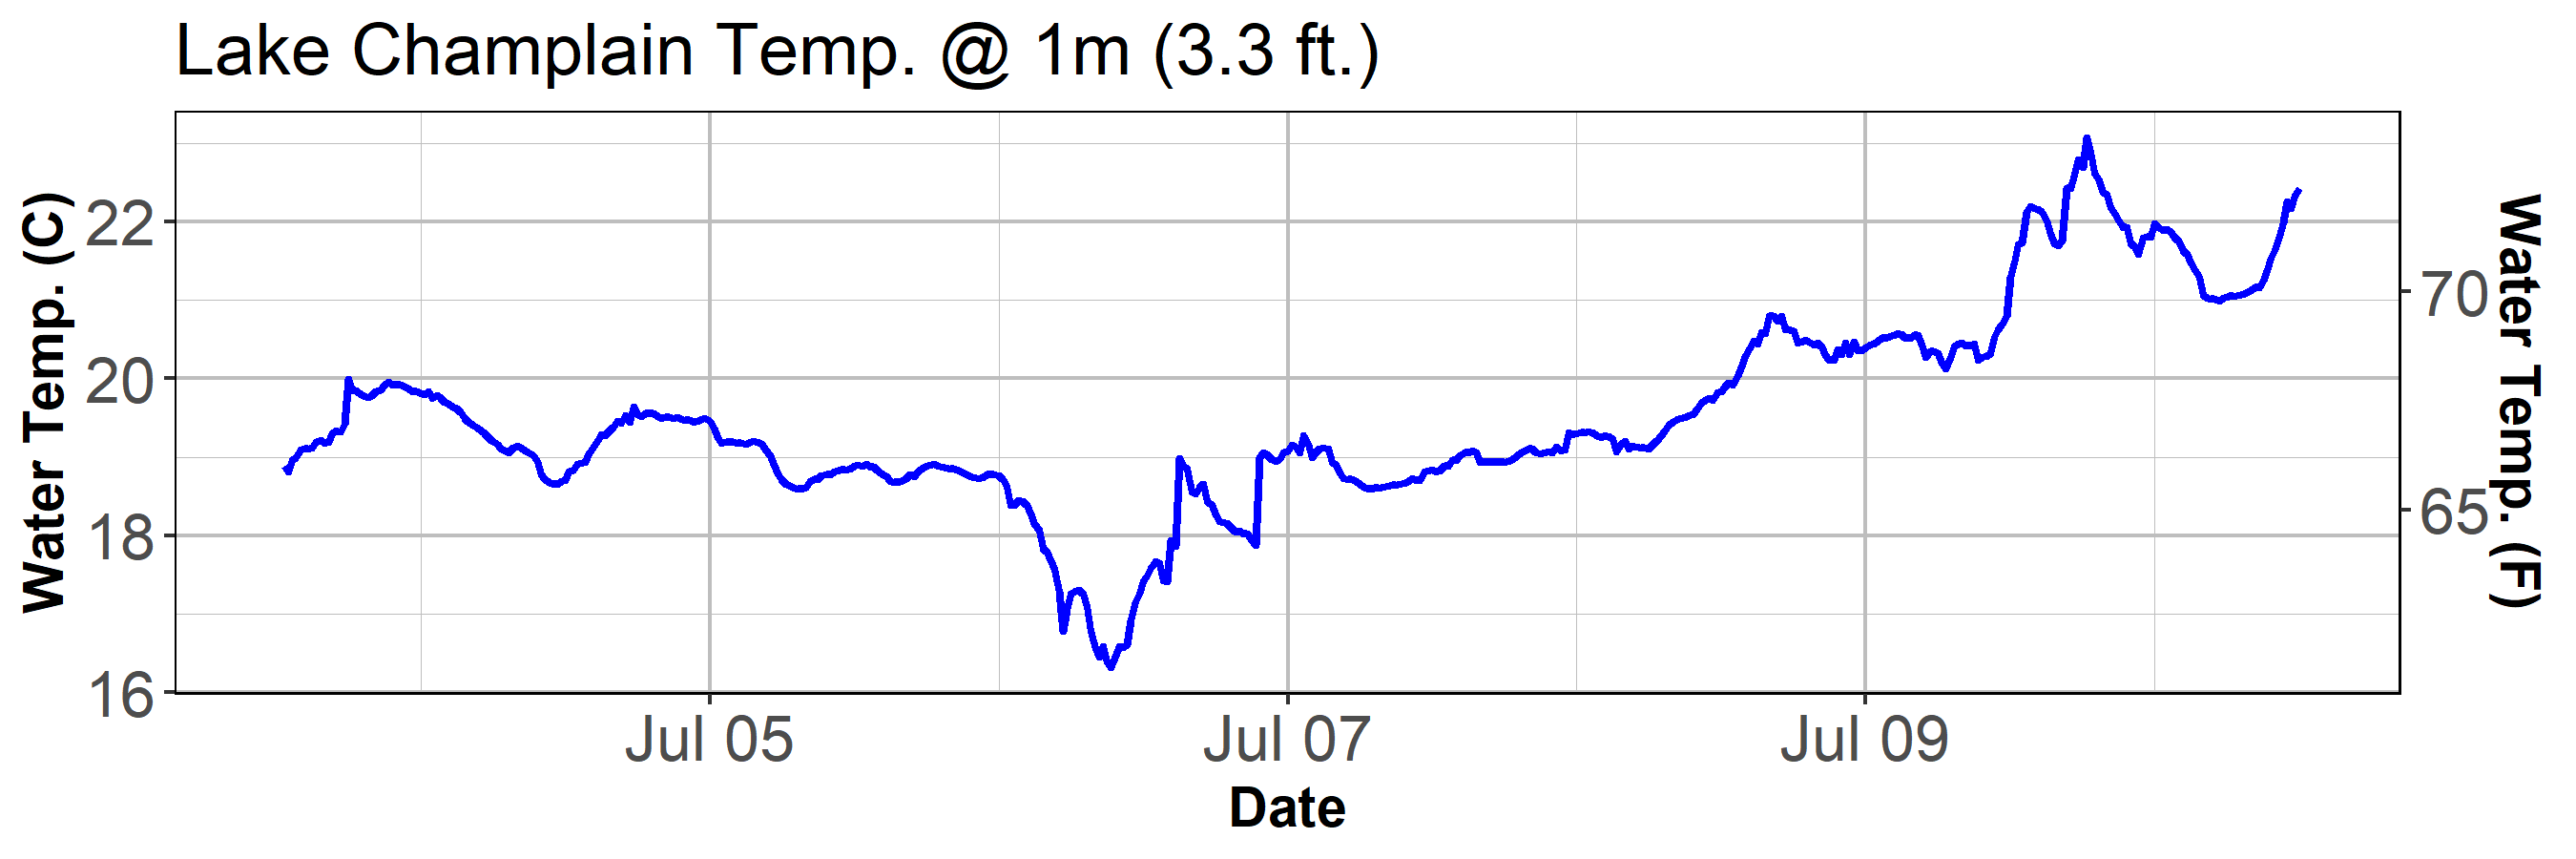 Lake Champlain Temp. @ 1m (3.3 ft.)
Water Temp. (C)
22
20
18
16
70
65
Water Temp. (F)
Jul 05
Jul 07
Jul 09
Date